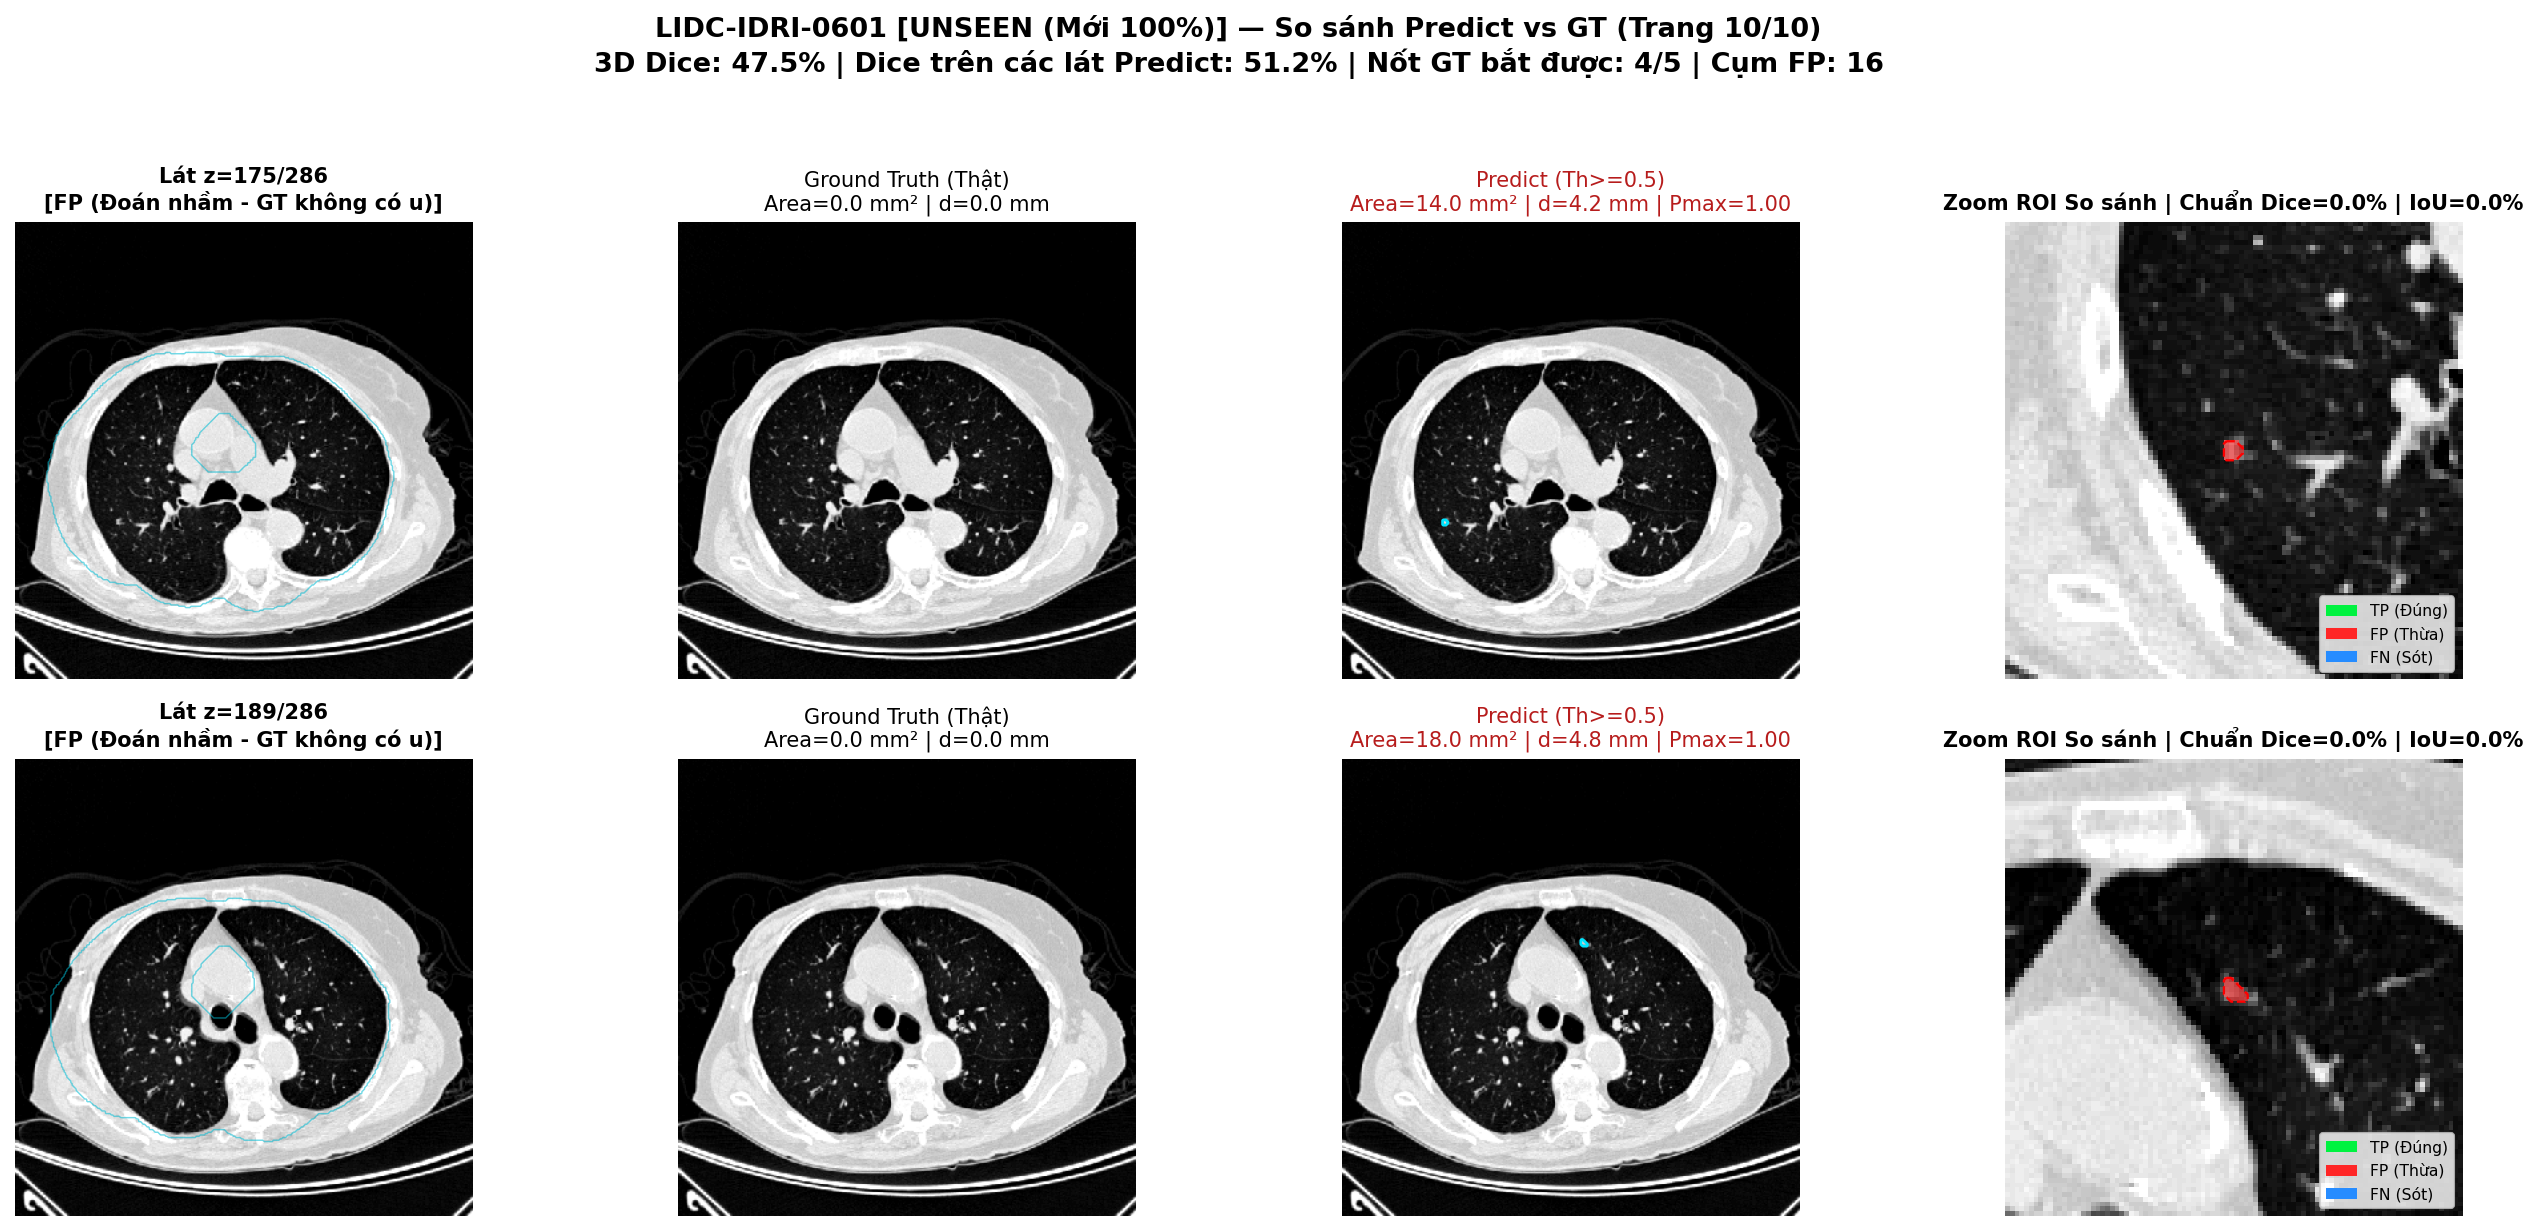 LIDC-IDRI-0601 [UNSEEN (Mới 100%)] — So sánh Predict vs GT (Trang 10/10)
3D Dice: 47.5% | Dice trên các lát Predict: 51.2% | Nốt GT bắt được: 4/5 | Cụm FP: 16
Lát z=175/286
[FP (Đoán nhầm - GT không có u)]
Ground Truth (Thật)
Area=0.0 mm² | d=0.0 mm
Predict (Th>=0.5)
Area=14.0 mm² | d=4.2 mm | Pmax=1.00
Zoom ROI So sánh | Chuẩn Dice=0.0% | IoU=0.0%
TP (Đúng)
FP (Thừa)
FN (Sót)
Lát z=189/286
[FP (Đoán nhầm - GT không có u)]
Ground Truth (Thật)
Area=0.0 mm² | d=0.0 mm
Predict (Th>=0.5)
Area=18.0 mm² | d=4.8 mm | Pmax=1.00
Zoom ROI So sánh | Chuẩn Dice=0.0% | IoU=0.0%
TP (Đúng)
FP (Thừa)
FN (Sót)